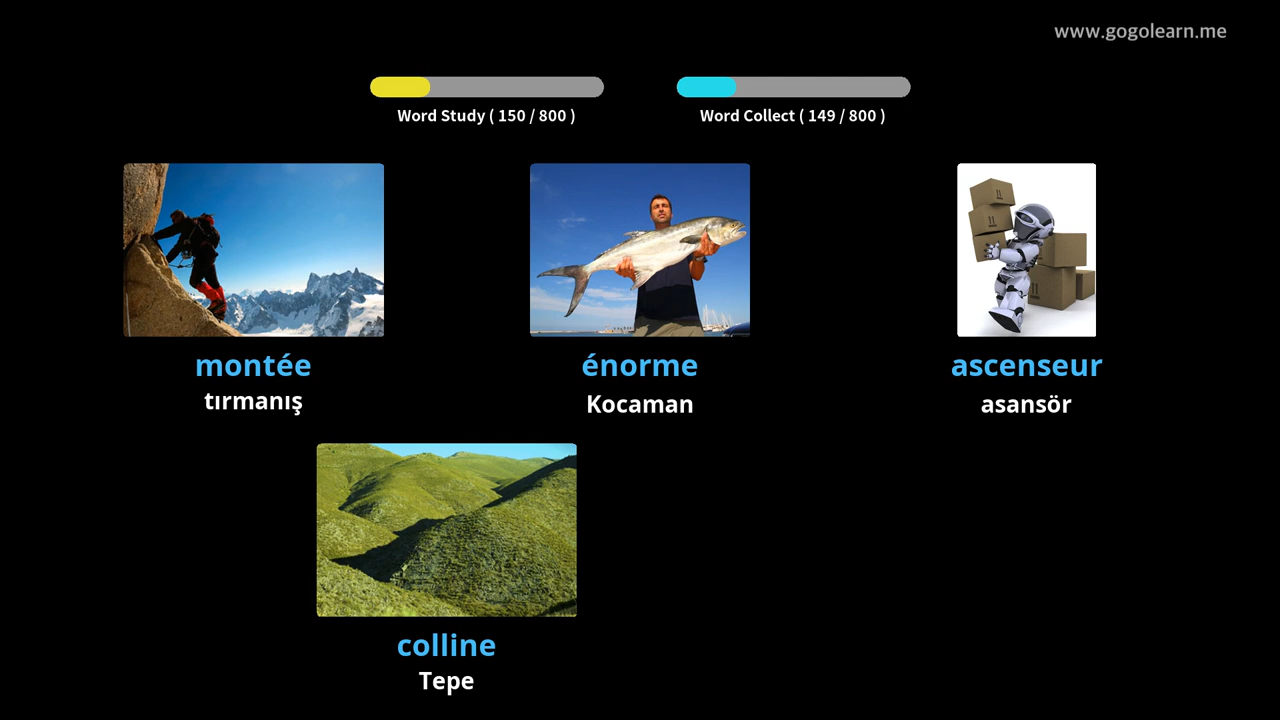 www.gogolearn.me
Word Study ( 150 / 800 )
Word Collect ( 149 / 800 )
montée
tırmanış
énorme
Kocaman
ascenseur
asansör
colline
Tepe